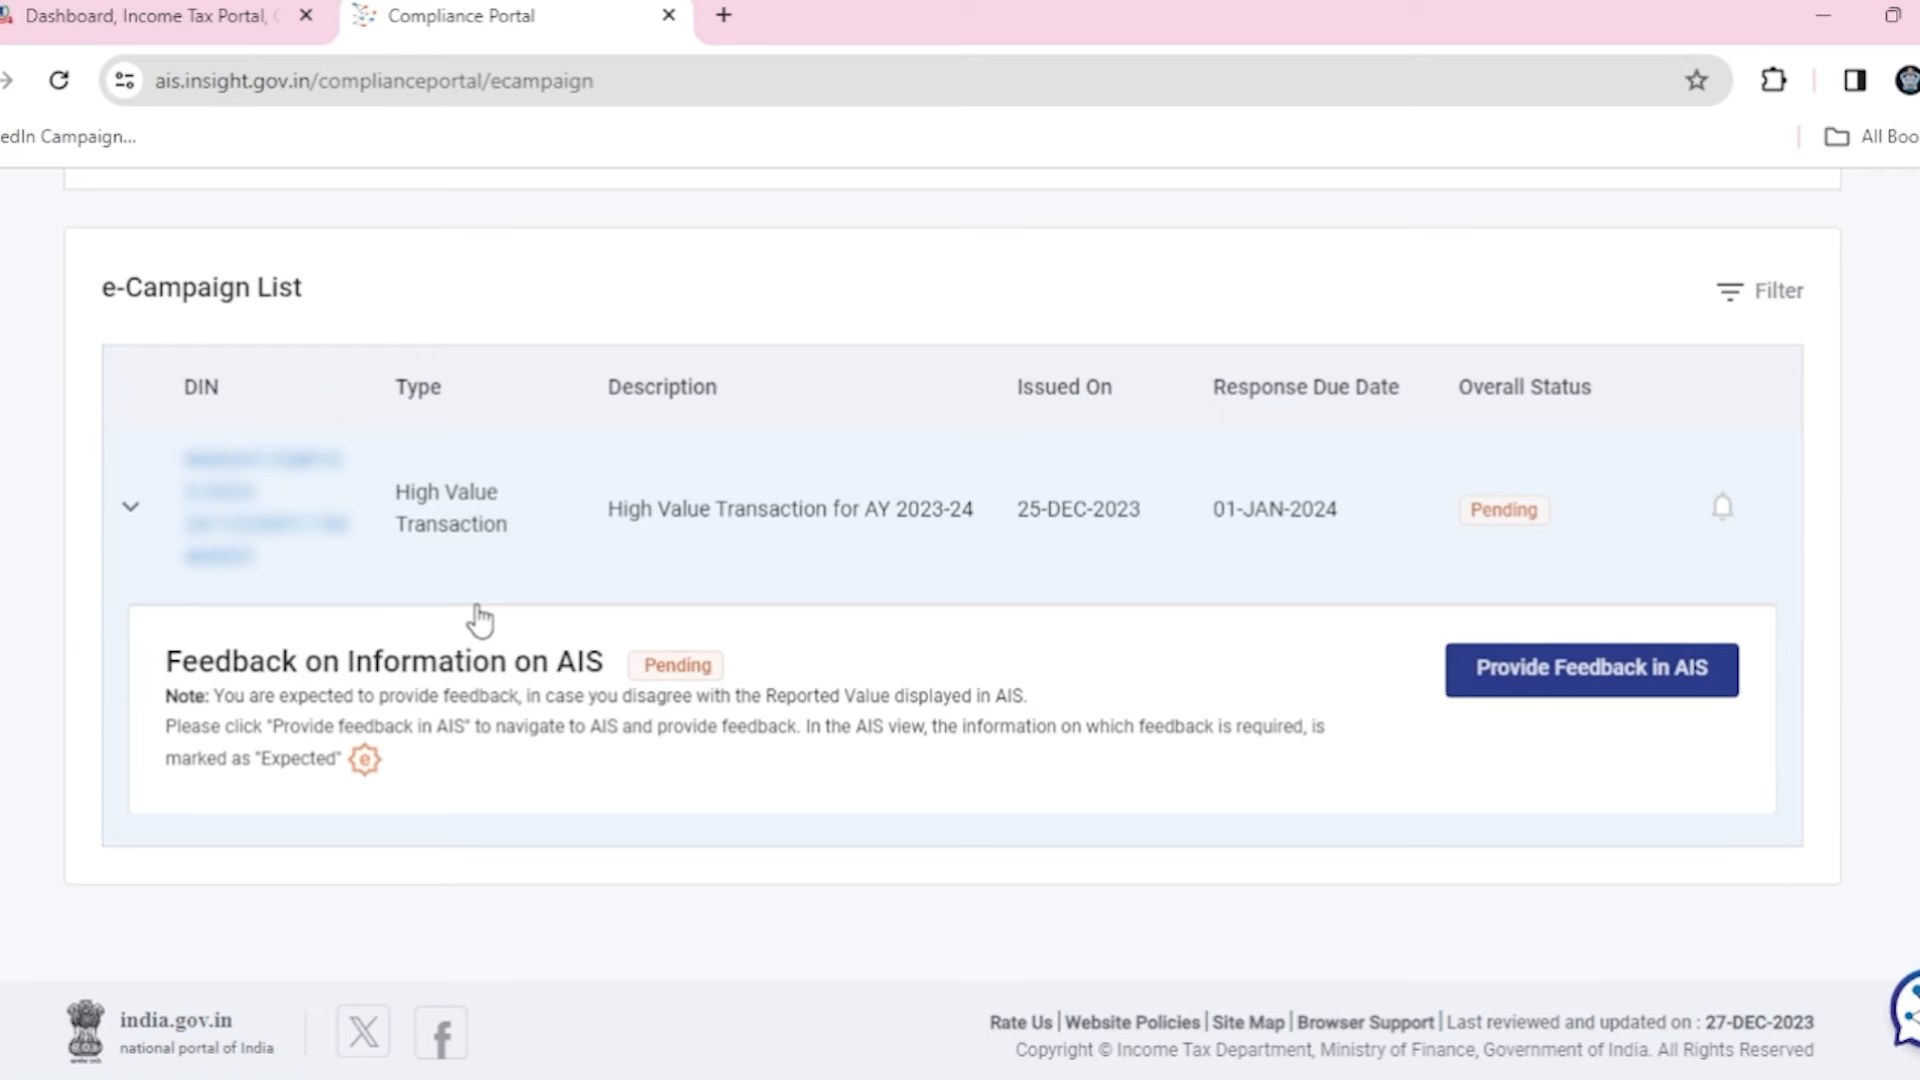 Dashboard, Income Tax Portal,
Compliance Portal
ais.insight.gov.in/complianceportal/ecampaign
edIn Campaign...
All Boo
e-Campaign List
Filter
DIN Type Description Issued On Response Due Date Overall Status
High Value
Transaction
High Value Transaction for AY 2023-24 25-DEC-2023 01-JAN-2024 Pending
Feedback on Information on AIS Pending
Provide Feedback in AIS
Note: You are expected to provide feedback, in case you disagree with the Reported Value displayed in AIS.
Please click "Provide feedback in AIS" to navigate to AIS and provide feedback. In the AIS view, the information on which feedback is required, is
marked as "Expected" e
india.gov.in
national portal of India
Rate Us | Website Policies | Site Map | Browser Support | Last reviewed and updated on : 27-DEC-2023
Copyright © Income Tax Department, Ministry of Finance, Government of India. All Rights Reserved